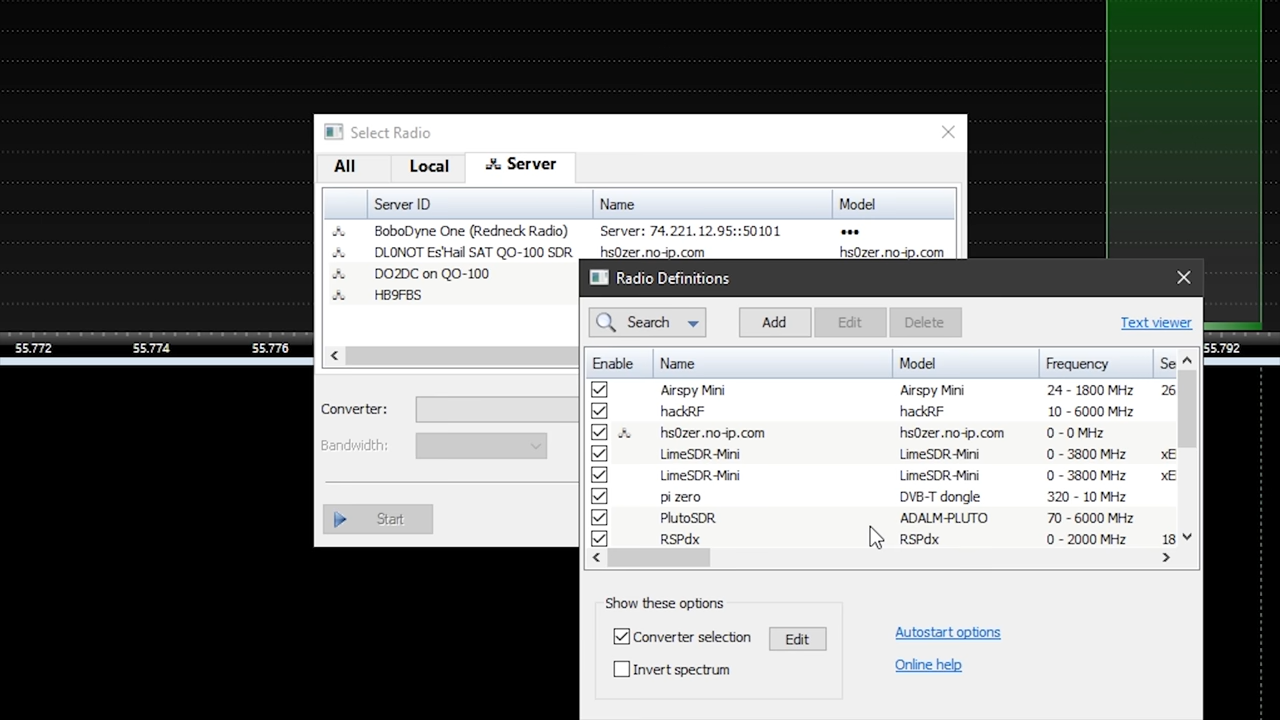 Select Radio
All Local Server
Server ID Name Model
BoboDyne One (Redneck Radio) Server: 74.221.12.95::50101 •••
DL0NOT Es'Hail SAT QO-100 SDR hs0zer.no-ip.com hs0zer.no-ip.com
DO2DC on QO-100
HB9FBS
55.772 55.774 55.776 55.792
Converter:
Bandwidth:
Start
Radio Definitions
Search Add Edit Delete Text viewer
Enable Name Model Frequency Se
Airspy Mini Airspy Mini 24 - 1800 MHz 26
hackRF hackRF 10 - 6000 MHz
hs0zer.no-ip.com hs0zer.no-ip.com 0 - 0 MHz
LimeSDR-Mini LimeSDR-Mini 0 - 3800 MHz xE
LimeSDR-Mini LimeSDR-Mini 0 - 3800 MHz xE
pi zero DVB-T dongle 320 - 10 MHz
PlutoSDR ADALM-PLUTO 70 - 6000 MHz
RSPdx RSPdx 0 - 2000 MHz 18
Show these options
Converter selection Edit
Invert spectrum
Autostart options
Online help